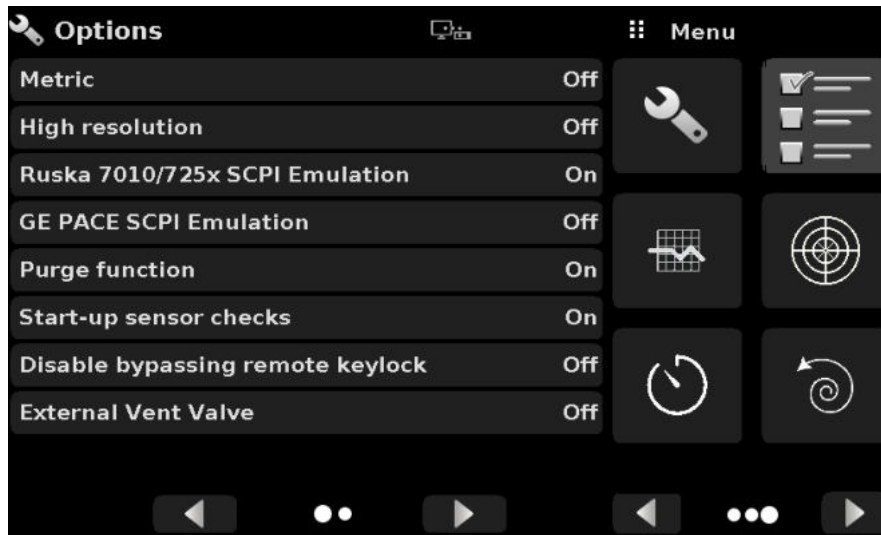 Options
Menu
Metric Off
High resolution Off
Ruska 7010/725x SCPI Emulation On
GE PACE SCPI Emulation Off
Purge function On
Start-up sensor checks On
Disable bypassing remote keylock Off
External Vent Valve Off